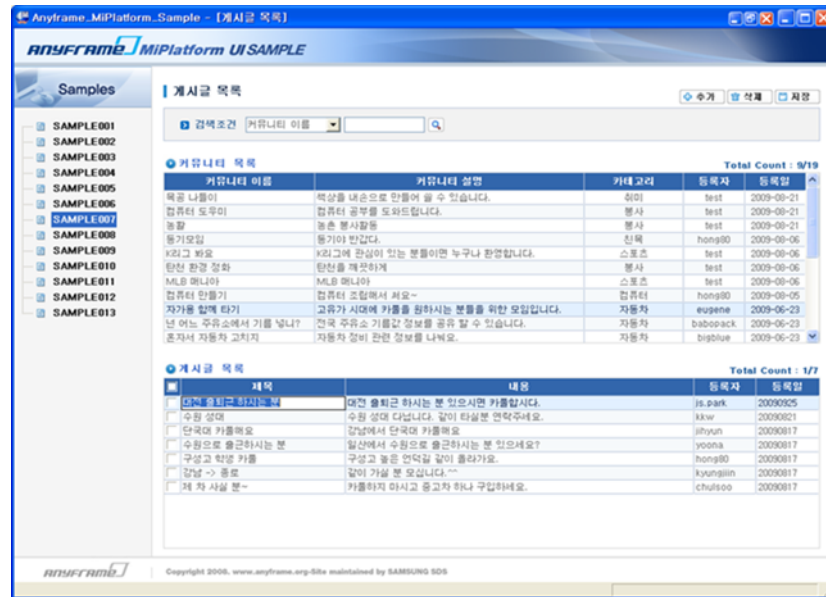 Anyframe_MiPlatform_Sample - [게시글 목록]
ANYFRAME MiPlatform UI SAMPLE
Samples
SAMPLE001
SAMPLE002
SAMPLE003
SAMPLE004
SAMPLE005
SAMPLE006
SAMPLE007
SAMPLE008
SAMPLE009
SAMPLE010
SAMPLE011
SAMPLE012
SAMPLE013
게시글 목록
추가 삭제 저장
검색조건 커뮤니티 이름
커뮤니티 목록 Total Count : 9/19
커뮤니티 이름 커뮤니티 설명 카테고리 등록자 등록일
목공 나들이 책상을 내손으로 만들어 쓸 수 있습니다. 취미 test 2009-08-21
컴퓨터 도우미 컴퓨터 공부를 도와드립니다. 봉사 test 2009-08-21
농활 농촌 봉사활동 봉사 test 2009-08-21
동기모임 동기야 반갑다. 친목 hong80 2009-08-06
K리그 봐요 K리그에 관심이 있는 분들이면 누구나 환영합니다. 스포츠 test 2009-08-06
탄천 환경 정화 탄천을 깨끗하게 봉사 test 2009-08-06
MLB 매니아 MLB 매니아 스포츠 test 2009-08-06
컴퓨터 만들기 컴퓨터 조립해서 써요~ 컴퓨터 hong80 2009-08-05
자가용 함께 타기 고유가 시대에 카풀을 원하시는 분들을 위한 모임입니다. 자동차 eugene 2009-06-23
넌 어느 주유소에서 기름 넣니? 전국 주유소 기름값 정보를 공유 할 수 있습니다. 자동차 babopack 2009-06-23
혼자서 자동차 고치지 자동차 정비 관련 정보를 나눠요. 자동차 bigblue 2009-06-23
게시글 목록 Total Count : 1/7
제목 내용 등록자 등록일
대전 출퇴근 하시는 분 대전 출퇴근 하시는 분 있으시면 카풀합시다. js.park 20090925
수원 성대 수원 성대 다닙니다. 같이 타실분 연락주세요. kkw 20090821
단국대 카풀해요 강남에서 단국대 카풀해요 jihyun 20090817
수원으로 출근하시는 분 일산에서 수원으로 출근하시는 분 있으세요? yoona 20090817
구성고 학생 카풀 구성고 높은 언덕길 같이 올라가요. hong80 20090817
강남 -> 종로 같이 가실 분 모십니다.^^ kyungjin 20090817
제 차 사실 분~ 카풀하지 마시고 중고차 하나 구입하세요. chulsoo 20090817
ANYFRAME Copyright 2008. www.anyframe.org-Site maintained by SAMSUNG SDS